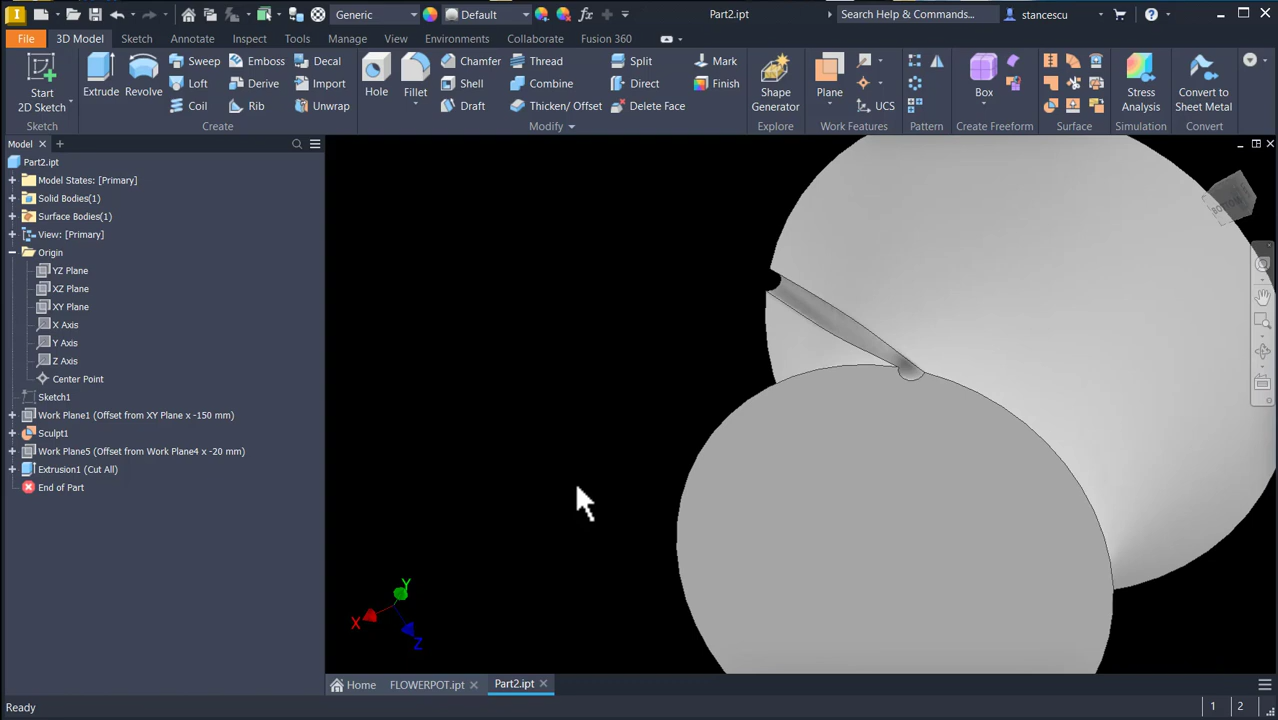 Generic
Default
fx
Part2.ipt
Search Help & Commands...
stancescu
File
3D Model
Sketch
Annotate
Inspect
Tools
Manage
View
Environments
Collaborate
Fusion 360
Start
2D Sketch
Sketch
Extrude
Revolve
Sweep
Emboss
Decal
Loft
Derive
Import
Coil
Rib
Unwrap
Create
Hole
Fillet
Chamfer
Thread
Split
Mark
Shell
Combine
Direct
Finish
Draft
Thicken/ Offset
Delete Face
Modify
Shape
Generator
Explore
Plane
UCS
Work Features
Pattern
Box
Create Freeform
Surface
Stress
Analysis
Simulation
Convert to
Sheet Metal
Convert
Model
Part2.ipt
Model States: [Primary]
Solid Bodies(1)
Surface Bodies(1)
View: [Primary]
Origin
YZ Plane
XZ Plane
XY Plane
X Axis
Y Axis
Z Axis
Center Point
Sketch1
Work Plane1 (Offset from XY Plane x -150 mm)
Sculpt1
Work Plane5 (Offset from Work Plane4 x -20 mm)
Extrusion1 (Cut All)
End of Part
Y
X
Z
Home
FLOWERPOT.ipt
Part2.ipt
Ready
1
2